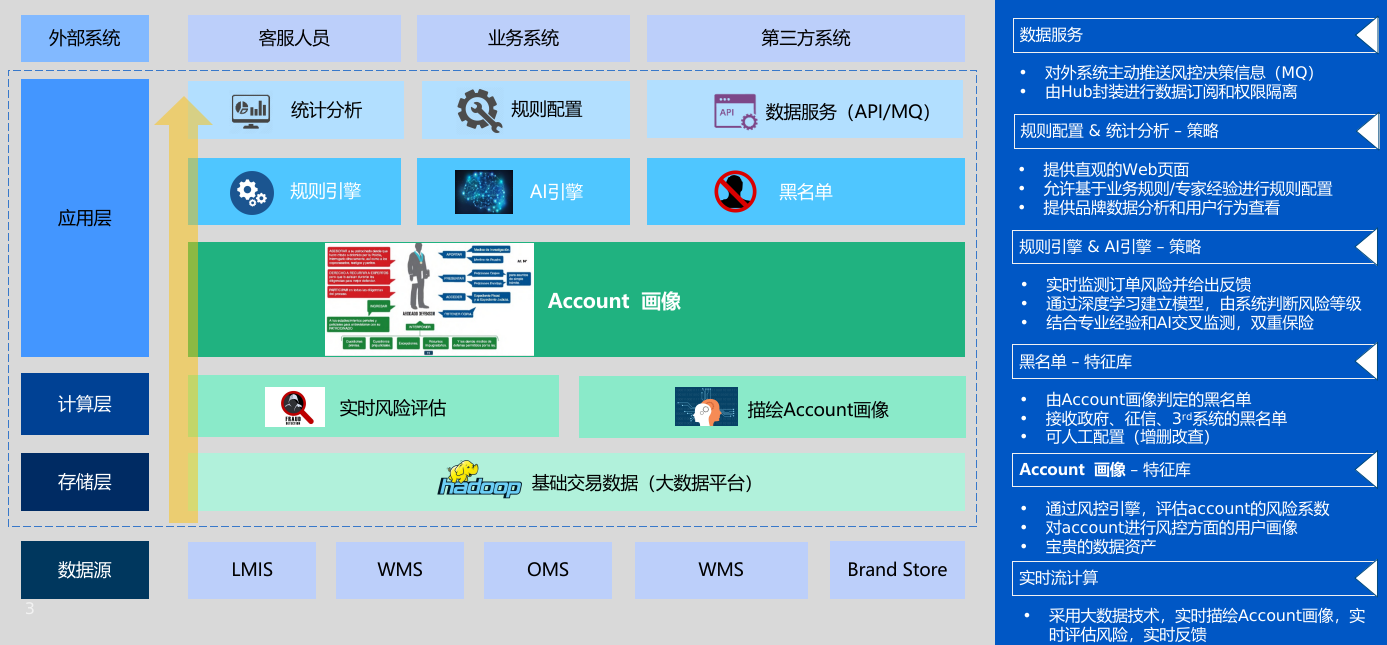 外部系统
客服人员
业务系统
第三方系统
应用层
统计分析
规则配置
API
数据服务（API/MQ）
规则引擎
AI引擎
黑名单
Account 画像
计算层
FRAUD
DETECTION
实时风险评估
描绘Account画像
存储层
hadoop
基础交易数据（大数据平台）
数据源
LMIS
WMS
OMS
WMS
Brand Store
3
数据服务
• 对外系统主动推送风控决策信息（MQ）
• 由Hub封装进行数据订阅和权限隔离
规则配置 & 统计分析 – 策略
• 提供直观的Web页面
• 允许基于业务规则/专家经验进行规则配置
• 提供品牌数据分析和用户行为查看
规则引擎 & AI引擎 – 策略
• 实时监测订单风险并给出反馈
• 通过深度学习建立模型，由系统判断风险等级
• 结合专业经验和AI交叉监测，双重保险
黑名单 – 特征库
• 由Account画像判定的黑名单
• 接收政府、征信、3rd系统的黑名单
• 可人工配置（增删改查）
Account 画像 – 特征库
• 通过风控引擎，评估account的风险系数
• 对account进行风控方面的用户画像
• 宝贵的数据资产
实时流计算
• 采用大数据技术，实时描绘Account画像，实
时评估风险，实时反馈